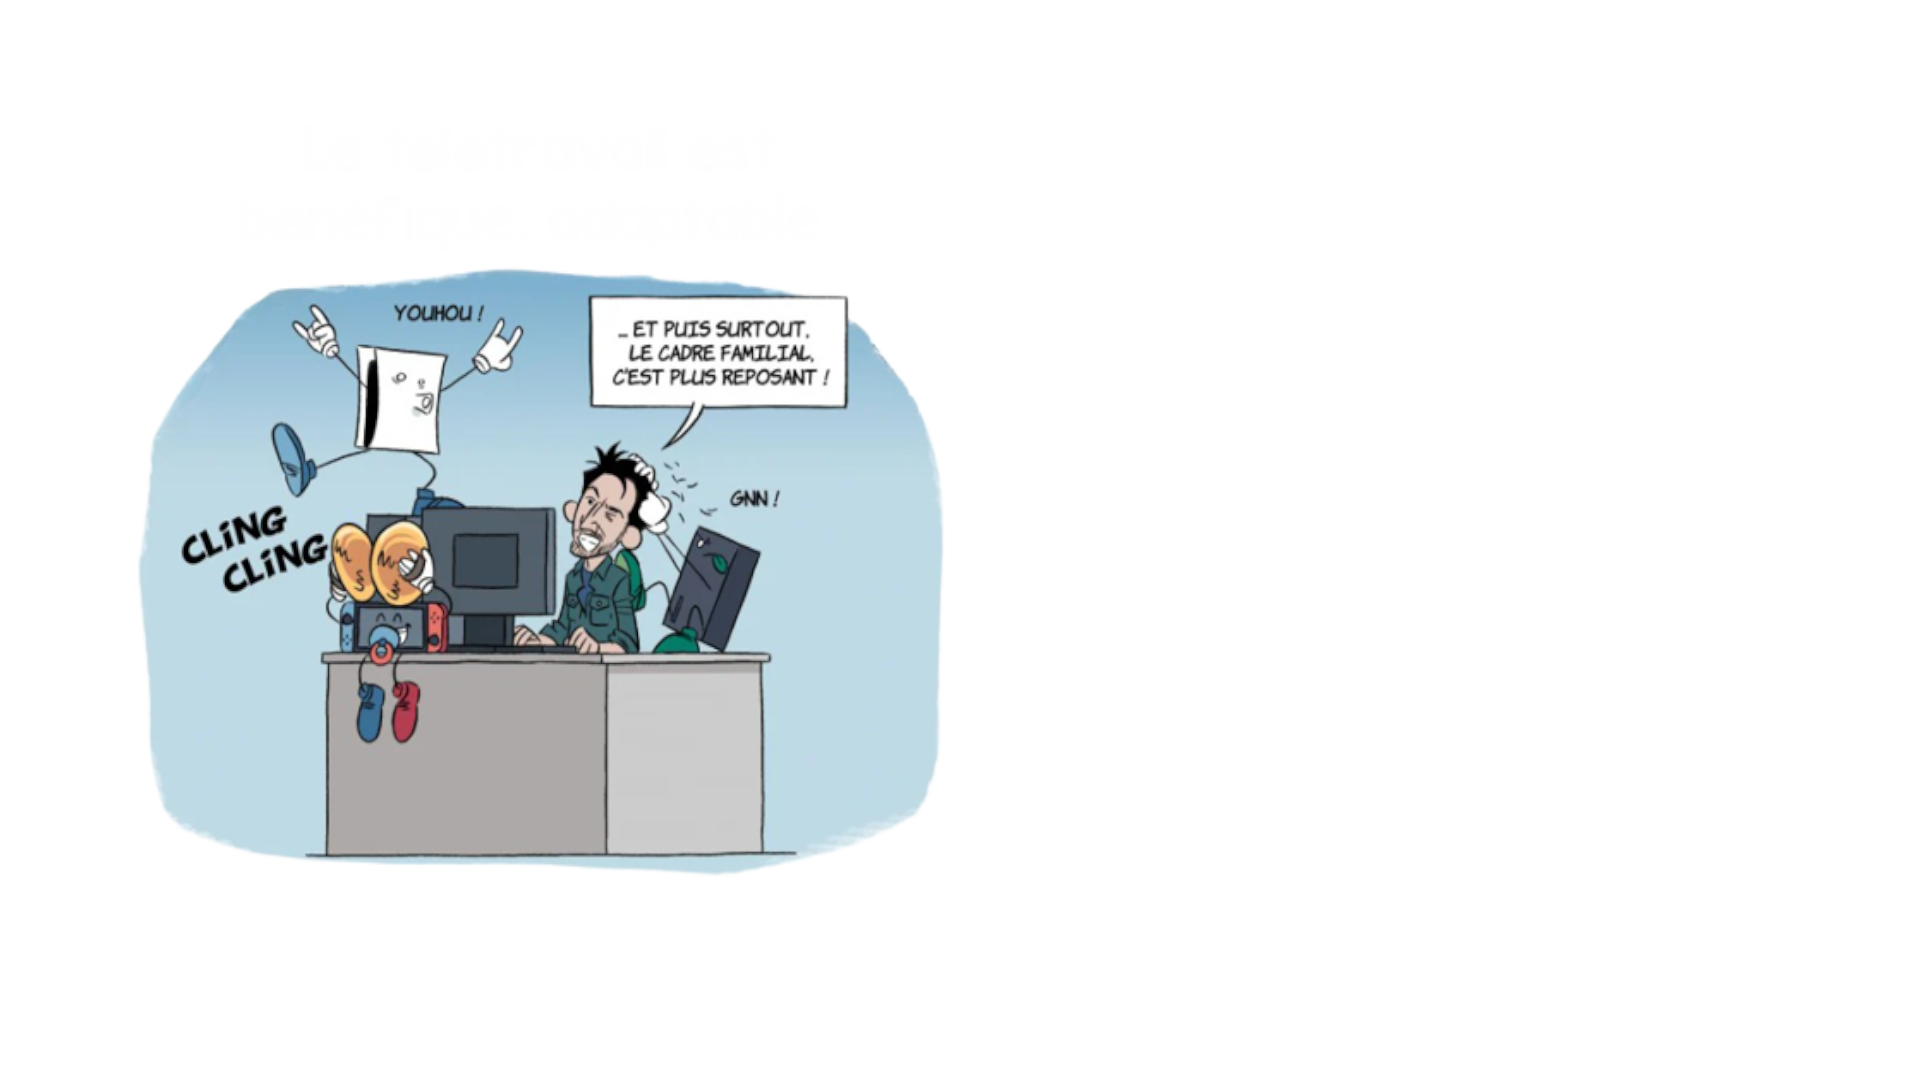 YOUHOU !
... ET PUIS SURTOUT,
LE CADRE FAMILIAL,
C'EST PLUS REPOSANT !
GNN !
CLING
CLING